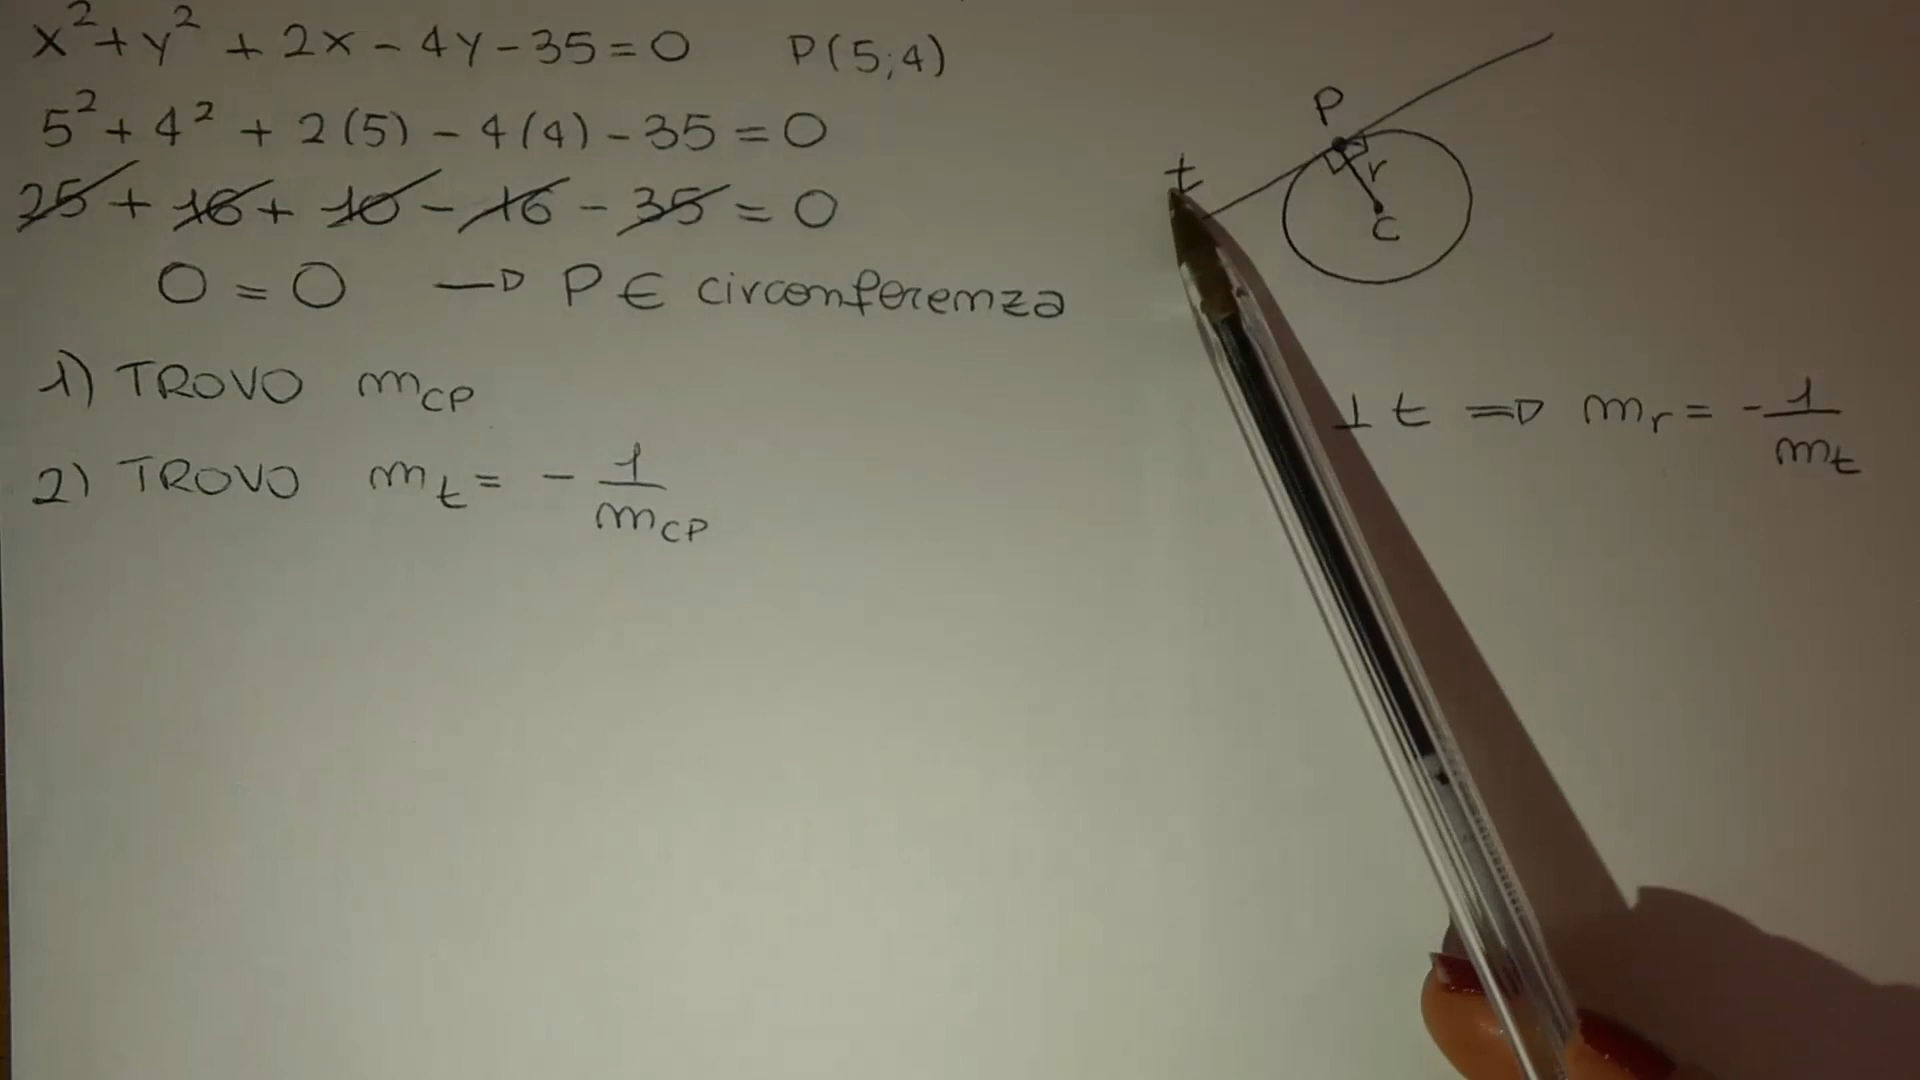 x² + y² + 2x - 4y - 35 = 0 P(5;4)
5² + 4² + 2(5) - 4(4) - 35 = 0
25 + 16 + 10 - 16 - 35 = 0
0 = 0 → P ∈ circonferenza
1) TROVO m_CP
2) TROVO m_t = - 1/m_CP
P
r
C
t
⊥ t ⇒ m_r = - 1/m_t